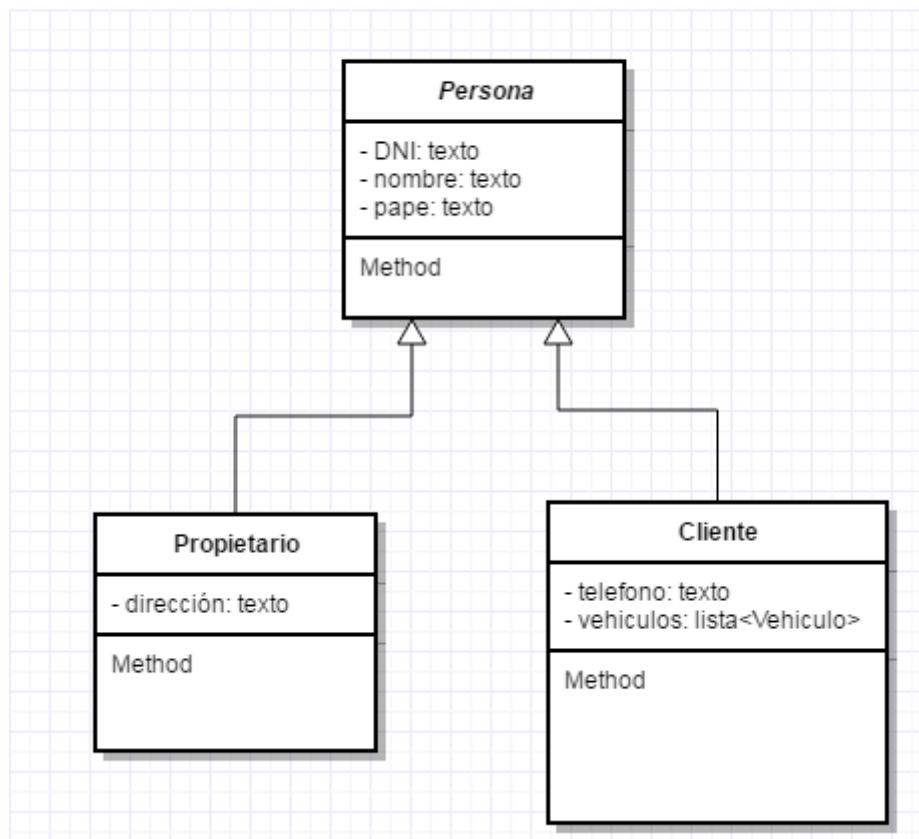 Persona
- DNI: texto
- nombre: texto
- pape: texto
Method
Propietario
- dirección: texto
Method
Cliente
- telefono: texto
- vehiculos: lista<Vehiculo>
Method